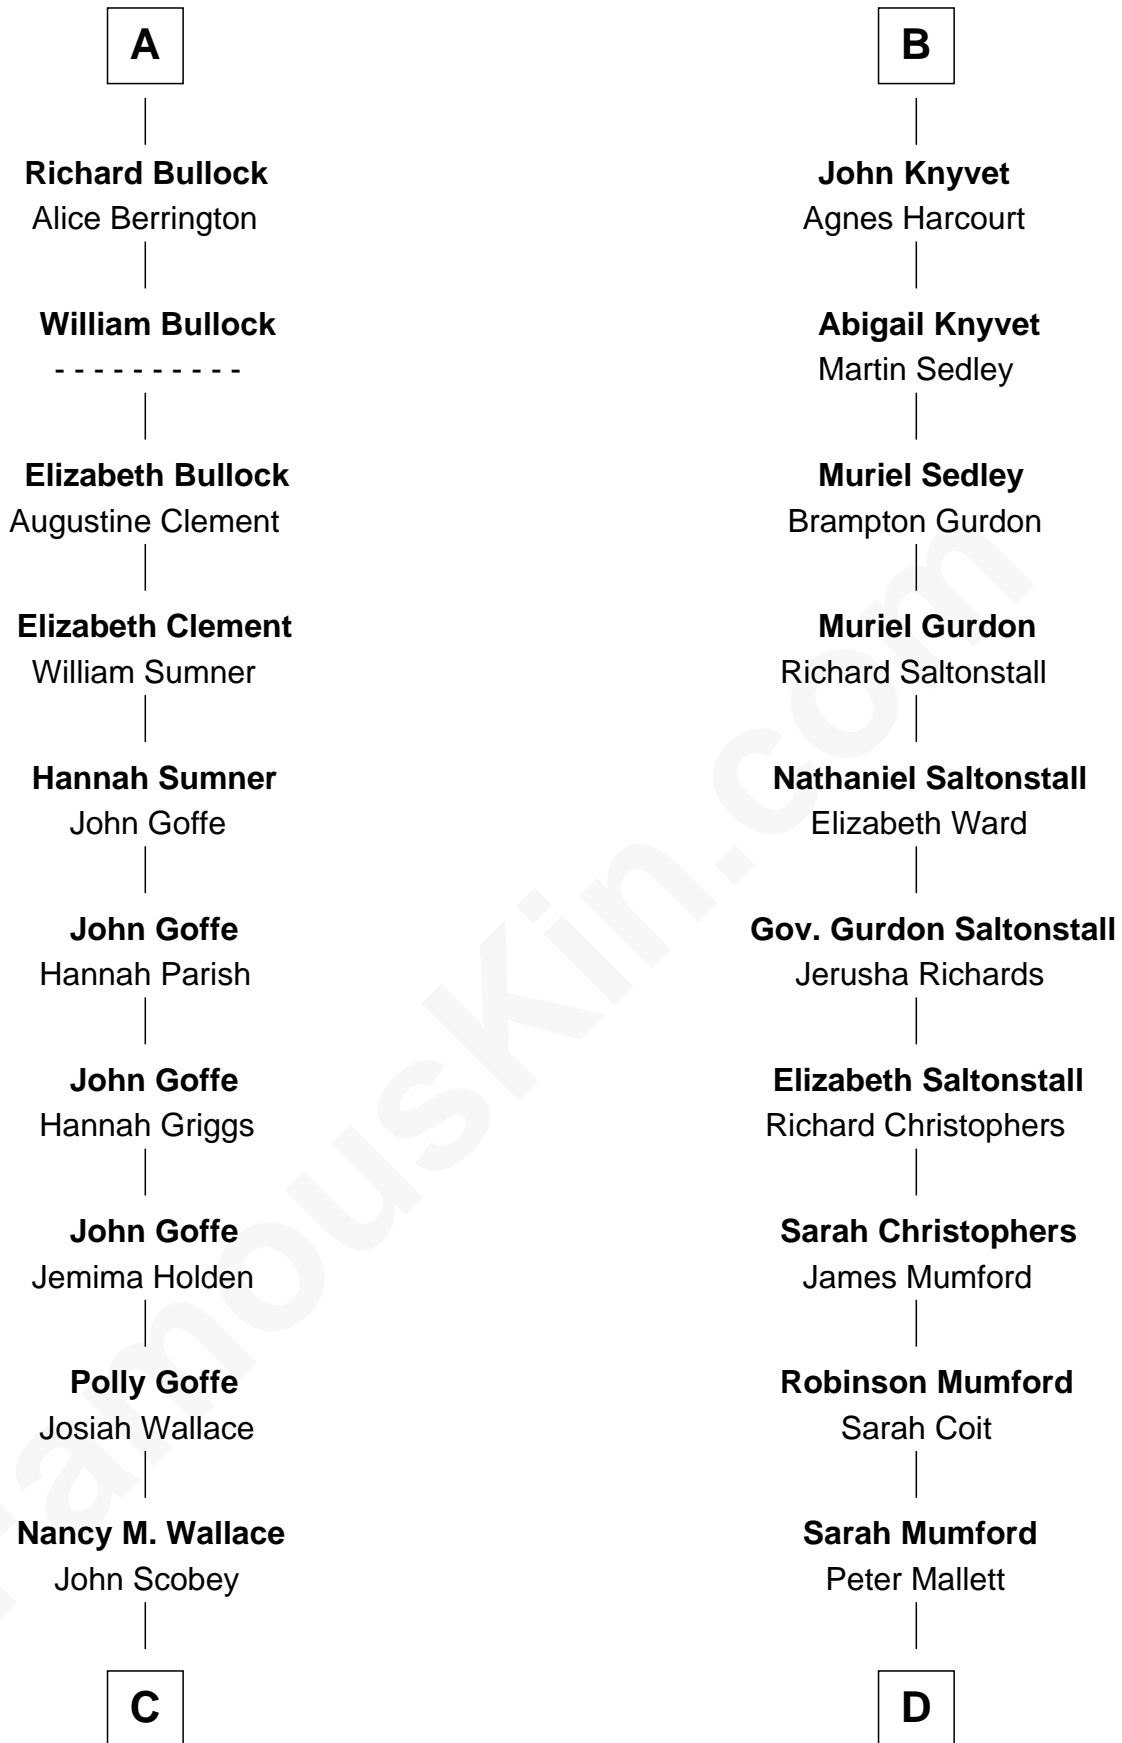 A
Richard Bullock
Alice Berrington
William Bullock
- - - - - - - - - -
Elizabeth Bullock
Augustine Clement
Elizabeth Clement
William Sumner
Hannah Sumner
John Goffe
John Goffe
Hannah Parish
John Goffe
Hannah Griggs
John Goffe
Jemima Holden
Polly Goffe
Josiah Wallace
Nancy M. Wallace
John Scobey
C
B
John Knyvet
Agnes Harcourt
Abigail Knyvet
Martin Sedley
Muriel Sedley
Brampton Gurdon
Muriel Gurdon
Richard Saltonstall
Nathaniel Saltonstall
Elizabeth Ward
Gov. Gurdon Saltonstall
Jerusha Richards
Elizabeth Saltonstall
Richard Christophers
Sarah Christophers
James Mumford
Robinson Mumford
Sarah Coit
Sarah Mumford
Peter Mallett
D
FamousKin.com